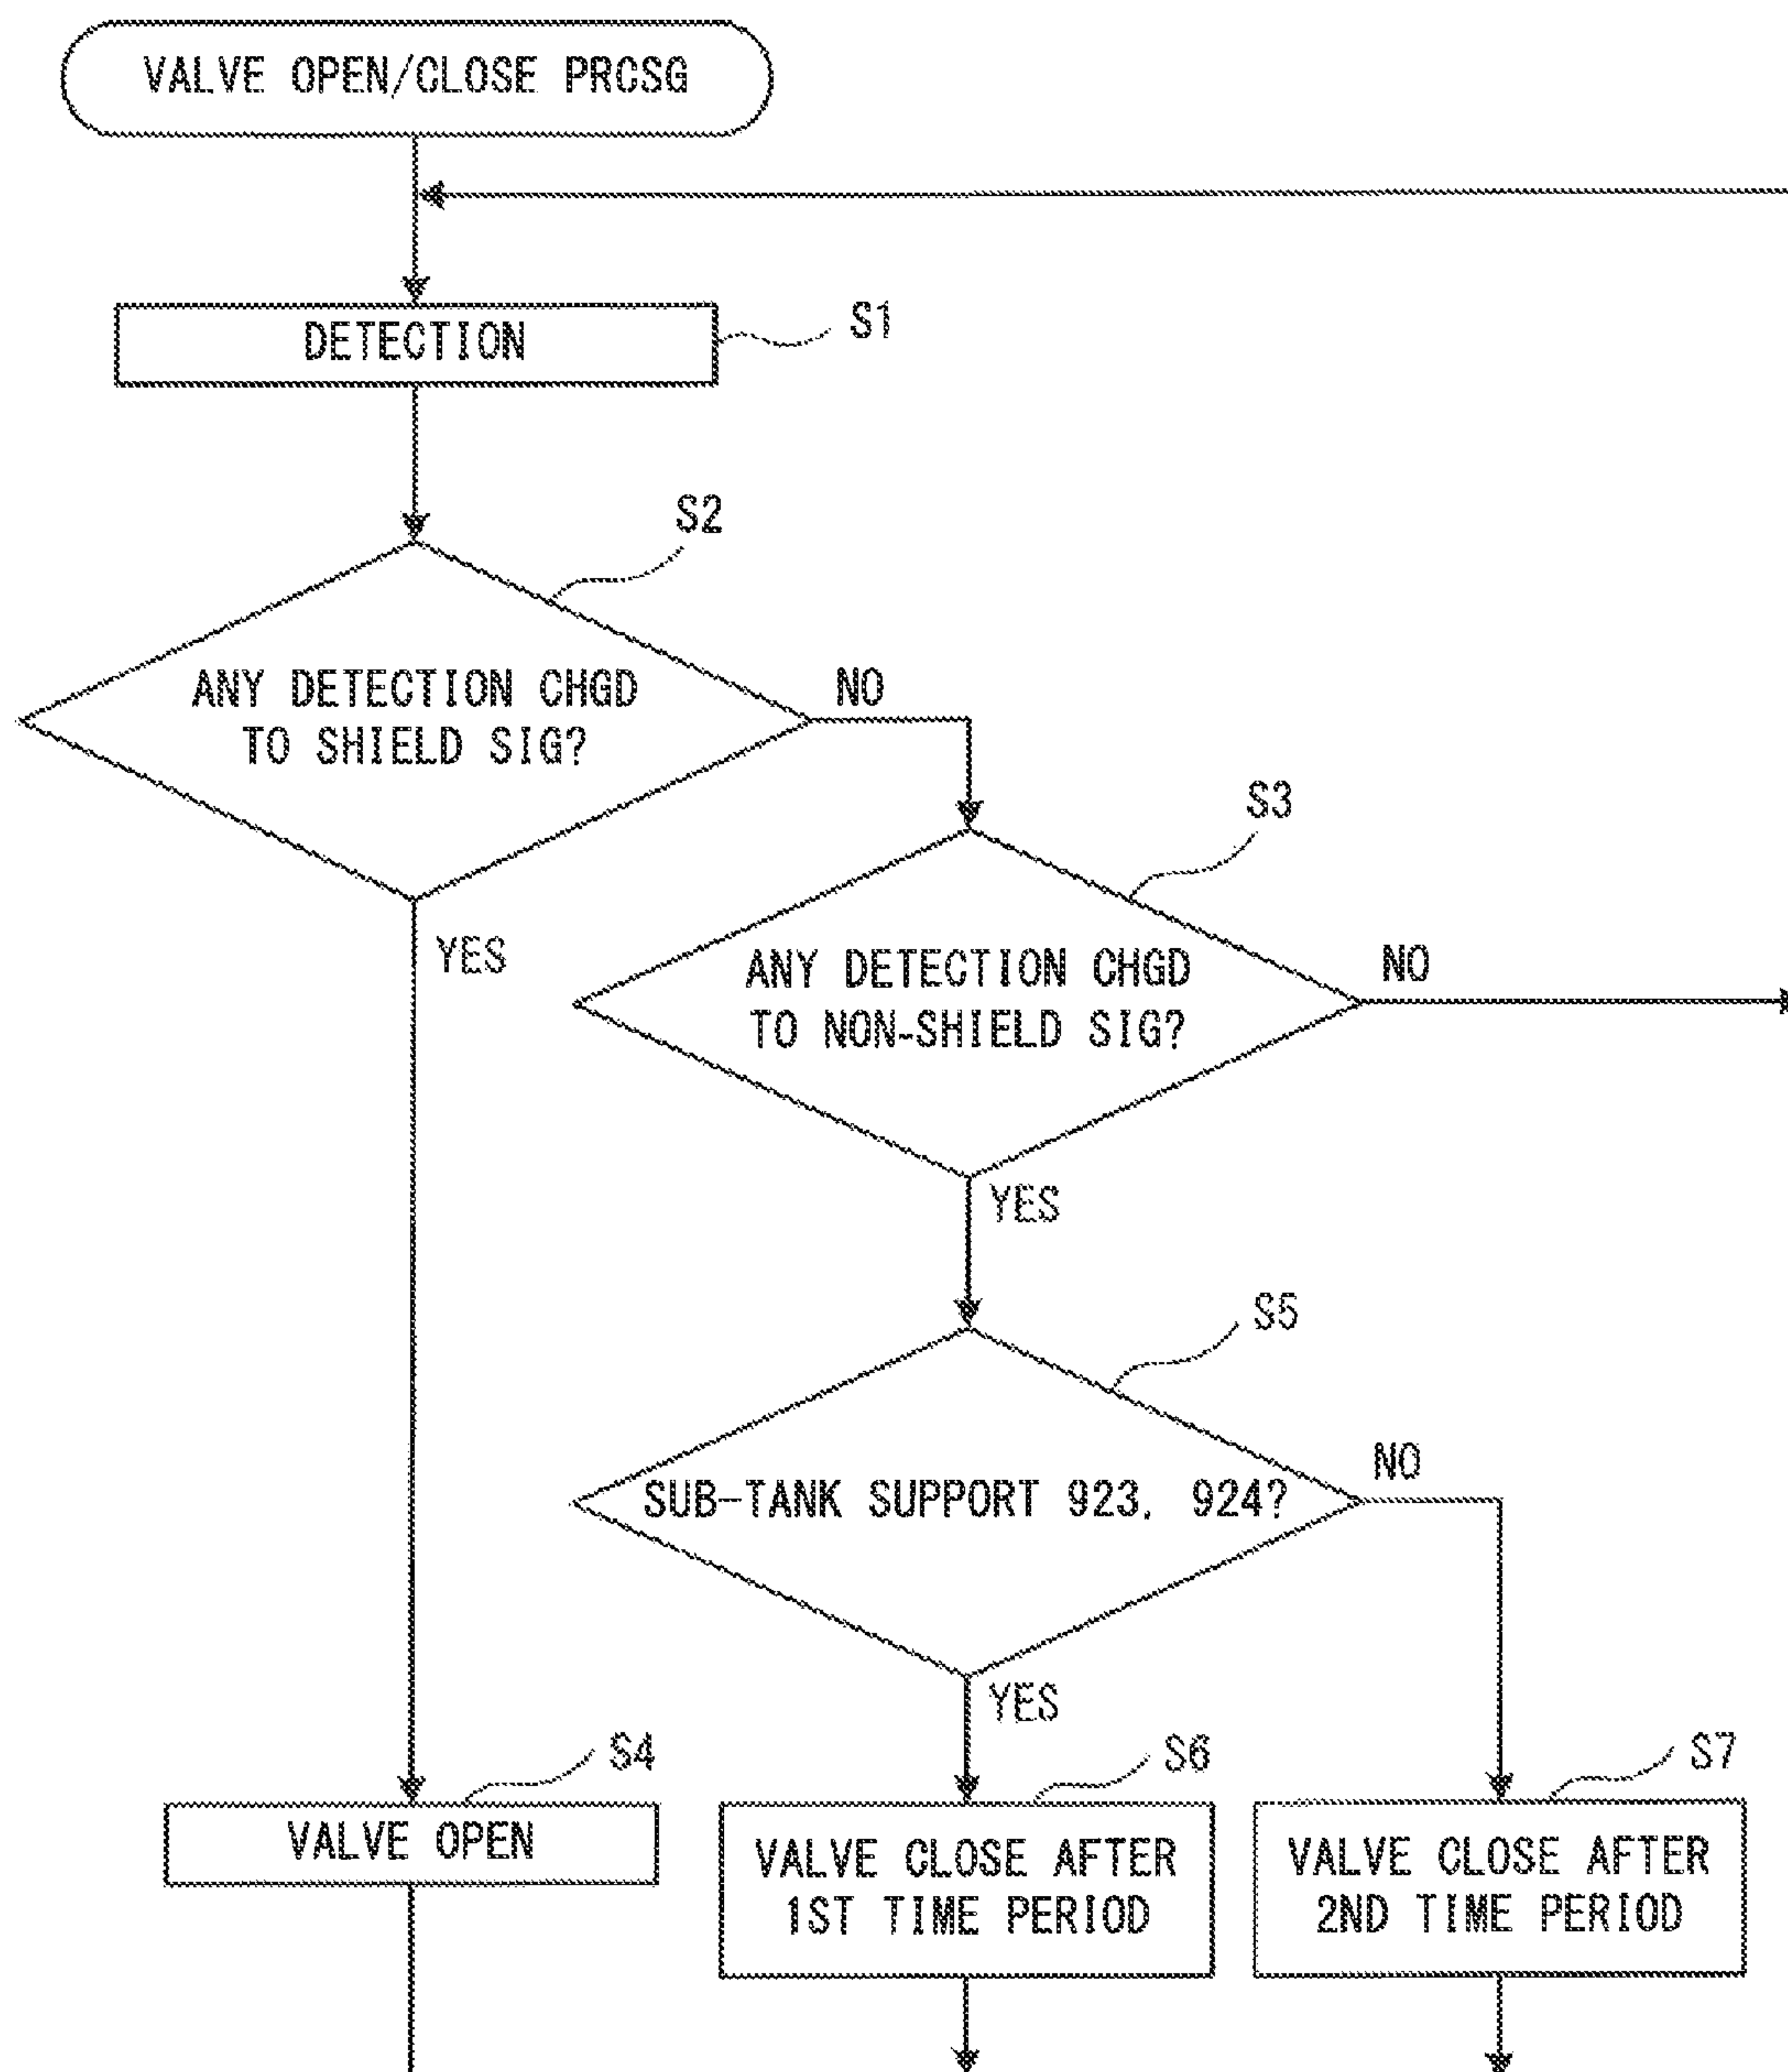 VALVE OPEN/CLOSE PRCSG
DETECTION
S1
S2
ANY DETECTION CHGD
TO SHIELD SIG?
NO
YES
S3
ANY DETECTION CHGD
TO NON-SHIELD SIG?
NO
YES
S5
SUB-TANK SUPPORT 923, 924?
NO
YES
S4
VALVE OPEN
S6
VALVE CLOSE AFTER
1ST TIME PERIOD
S7
VALVE CLOSE AFTER
2ND TIME PERIOD